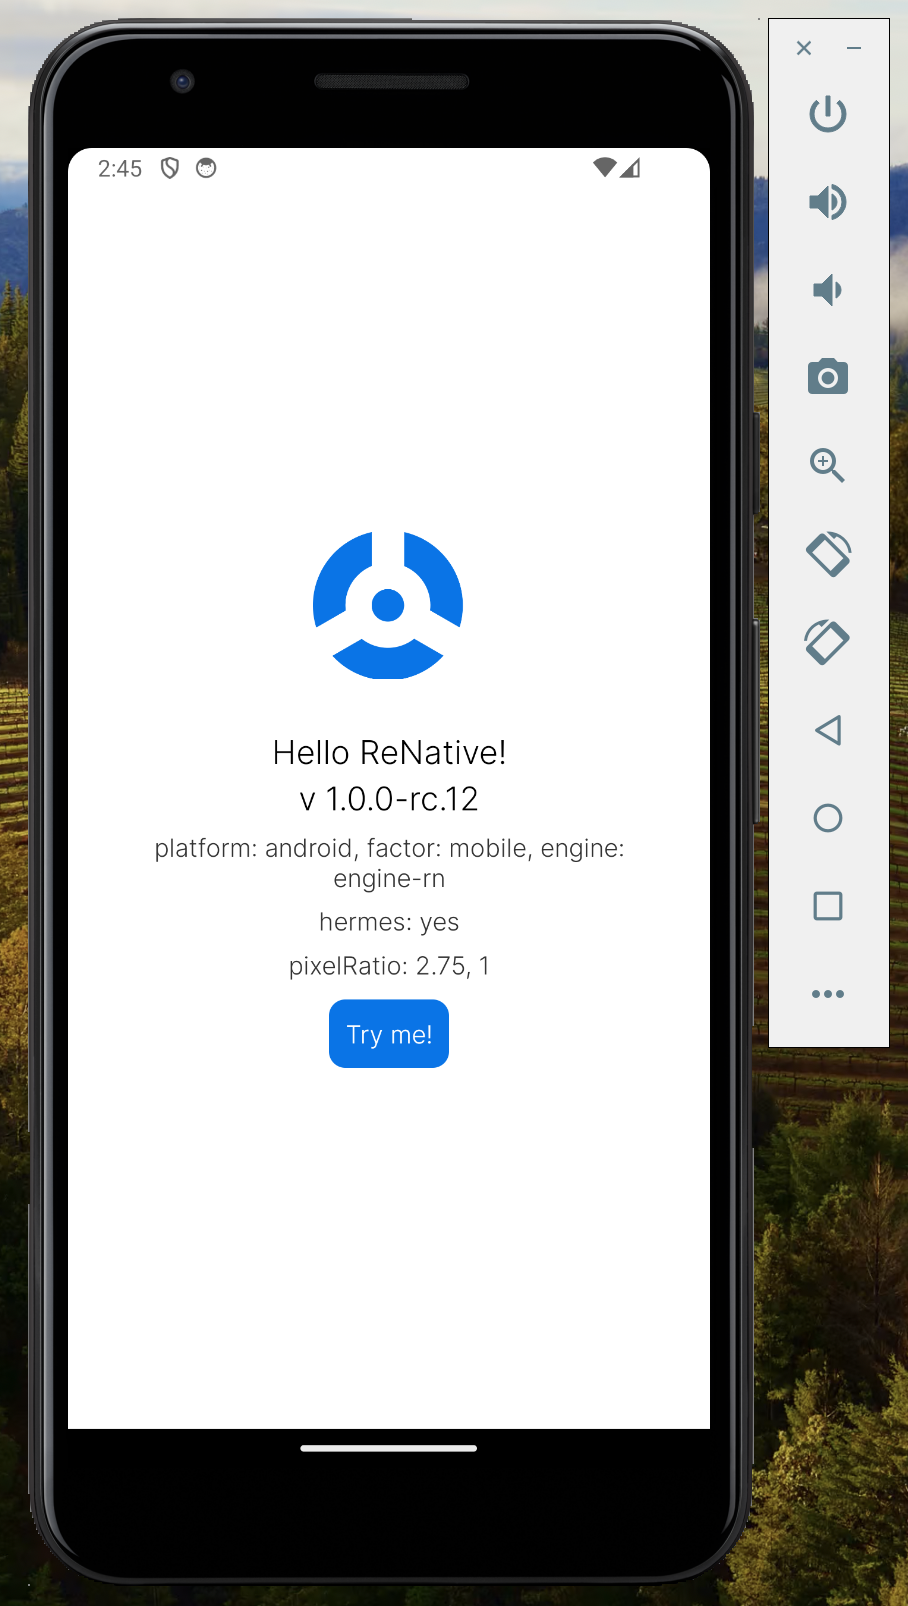 2:45
Hello ReNative!
v 1.0.0-rc.12
platform: android, factor: mobile, engine:
engine-rn
hermes: yes
pixelRatio: 2.75, 1
Try me!